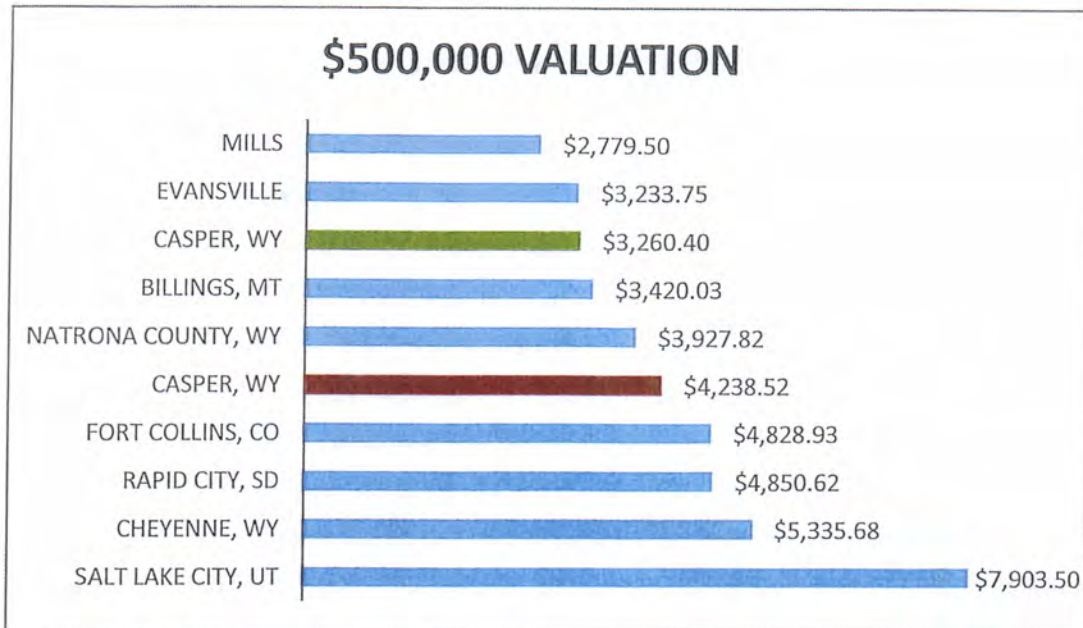 $500,000 VALUATION
MILLS $2,779.50
EVANSVILLE $3,233.75
CASPER, WY $3,260.40
BILLINGS, MT $3,420.03
NATRONA COUNTY, WY $3,927.82
CASPER, WY $4,238.52
FORT COLLINS, CO $4,828.93
RAPID CITY, SD $4,850.62
CHEYENNE, WY $5,335.68
SALT LAKE CITY, UT $7,903.50